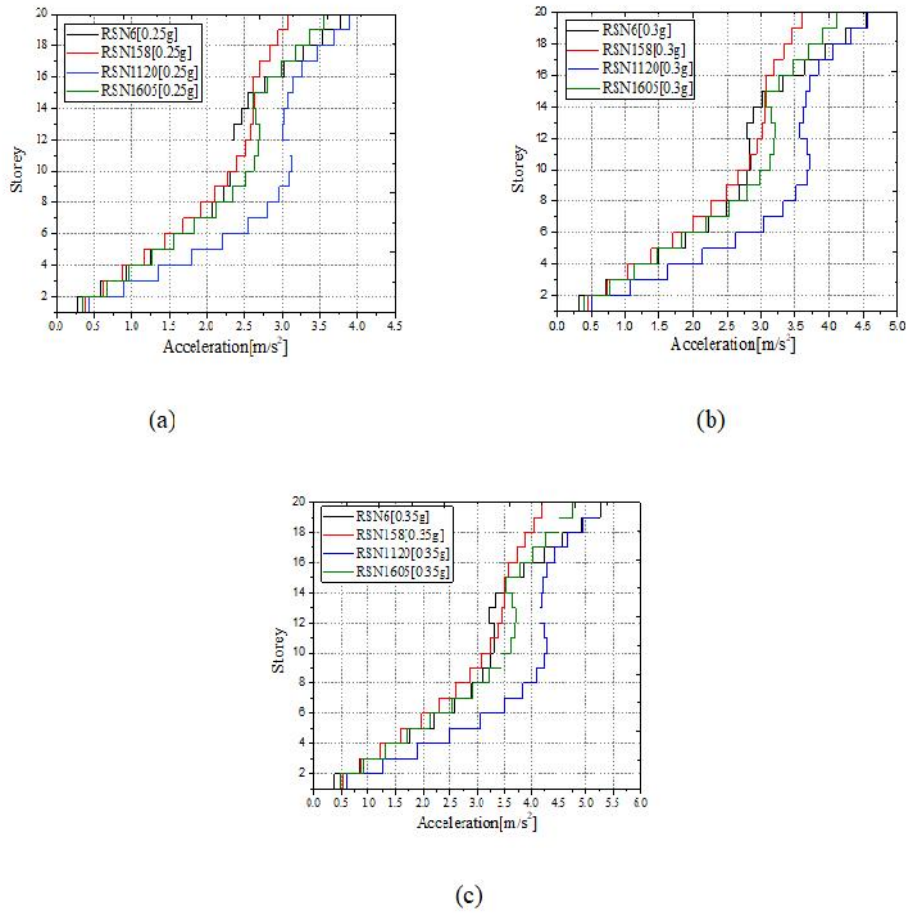 20
18
16
14
12
10
8
6
4
2
Storey
RSN6[0.25g]
RSN158[0.25g]
RSN1120[0.25g]
RSN1605[0.25g]
0.0 0.5 1.0 1.5 2.0 2.5 3.0 3.5 4.0 4.5
Acceleration[m/s²]
(a)
20
18
16
14
12
10
8
6
4
2
Storey
RSN6[0.3g]
RSN158[0.3g]
RSN1120[0.3g]
RSN1605[0.3g]
0.0 0.5 1.0 1.5 2.0 2.5 3.0 3.5 4.0 4.5 5.0
Acceleration[m/s²]
(b)
20
18
16
14
12
10
8
6
4
2
Storey
RSN6[0.35g]
RSN158[0.35g]
RSN1120[0.35g]
RSN1605[0.35g]
0.0 0.5 1.0 1.5 2.0 2.5 3.0 3.5 4.0 4.5 5.0 5.5 6.0
Acceleration[m/s²]
(c)